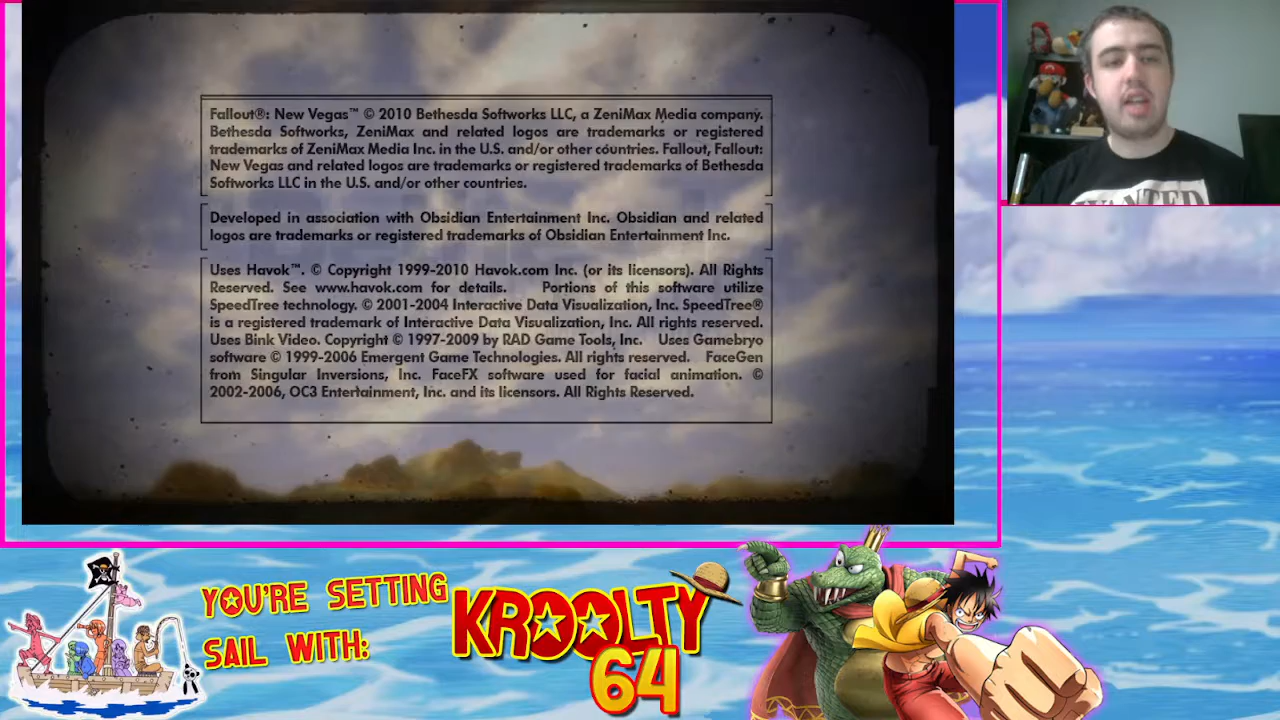 Fallout®: New Vegas™ © 2010 Bethesda Softworks LLC, a ZeniMax Media company.
Bethesda Softworks, ZeniMax and related logos are trademarks or registered
trademarks of ZeniMax Media Inc. in the U.S. and/or other countries. Fallout, Fallout:
New Vegas and related logos are trademarks or registered trademarks of Bethesda
Softworks LLC in the U.S. and/or other countries.
Developed in association with Obsidian Entertainment Inc. Obsidian and related
logos are trademarks or registered trademarks of Obsidian Entertainment Inc.
Uses Havok™. © Copyright 1999-2010 Havok.com Inc. (or its licensors). All Rights
Reserved. See www.havok.com for details. Portions of this software utilize
SpeedTree technology. © 2001-2004 Interactive Data Visualization, Inc. SpeedTree®
is a registered trademark of Interactive Data Visualization, Inc. All rights reserved.
Uses Bink Video. Copyright © 1997-2009 by RAD Game Tools, Inc. Uses Gamebryo
software © 1999-2006 Emergent Game Technologies. All rights reserved. FaceGen
from Singular Inversions, Inc. FaceFX software used for facial animation. ©
2002-2006, OC3 Entertainment, Inc. and its licensors. All Rights Reserved.
WANTED
YOU'RE SETTING
SAIL WITH:
KROOLTY
64